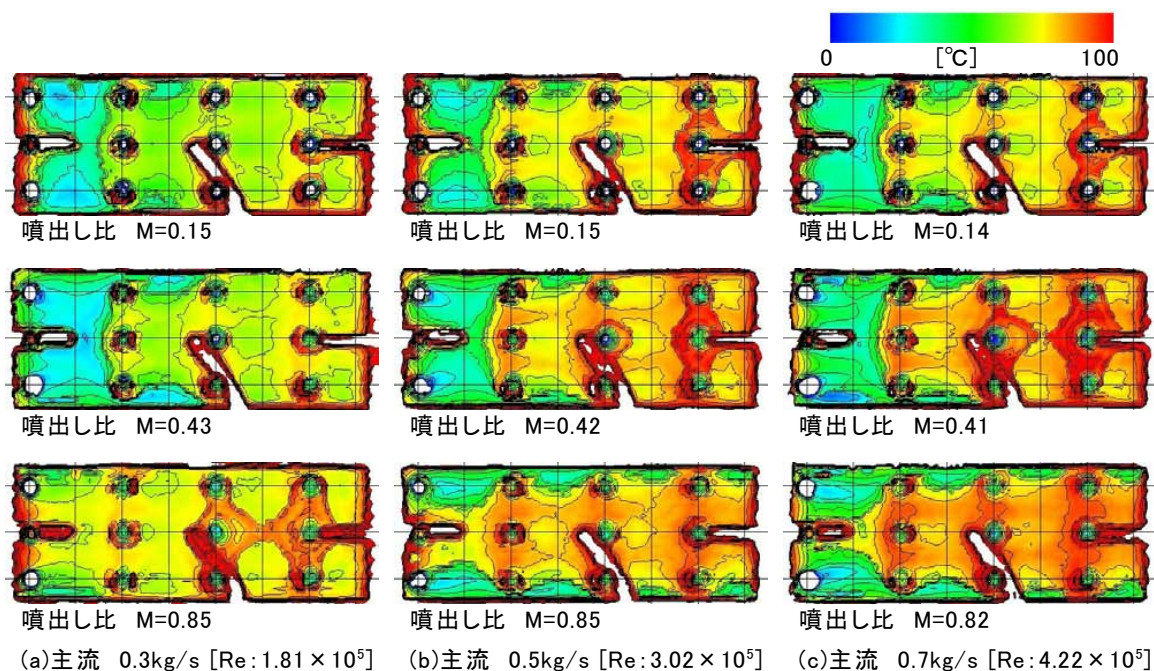 0 [℃] 100
噴出し比 M=0.15 噴出し比 M=0.15 噴出し比 M=0.14
噴出し比 M=0.43 噴出し比 M=0.42 噴出し比 M=0.41
噴出し比 M=0.85 噴出し比 M=0.85 噴出し比 M=0.82
(a)主流 0.3kg/s [Re:1.81×10⁵] (b)主流 0.5kg/s [Re:3.02×10⁵] (c)主流 0.7kg/s [Re:4.22×10⁵]